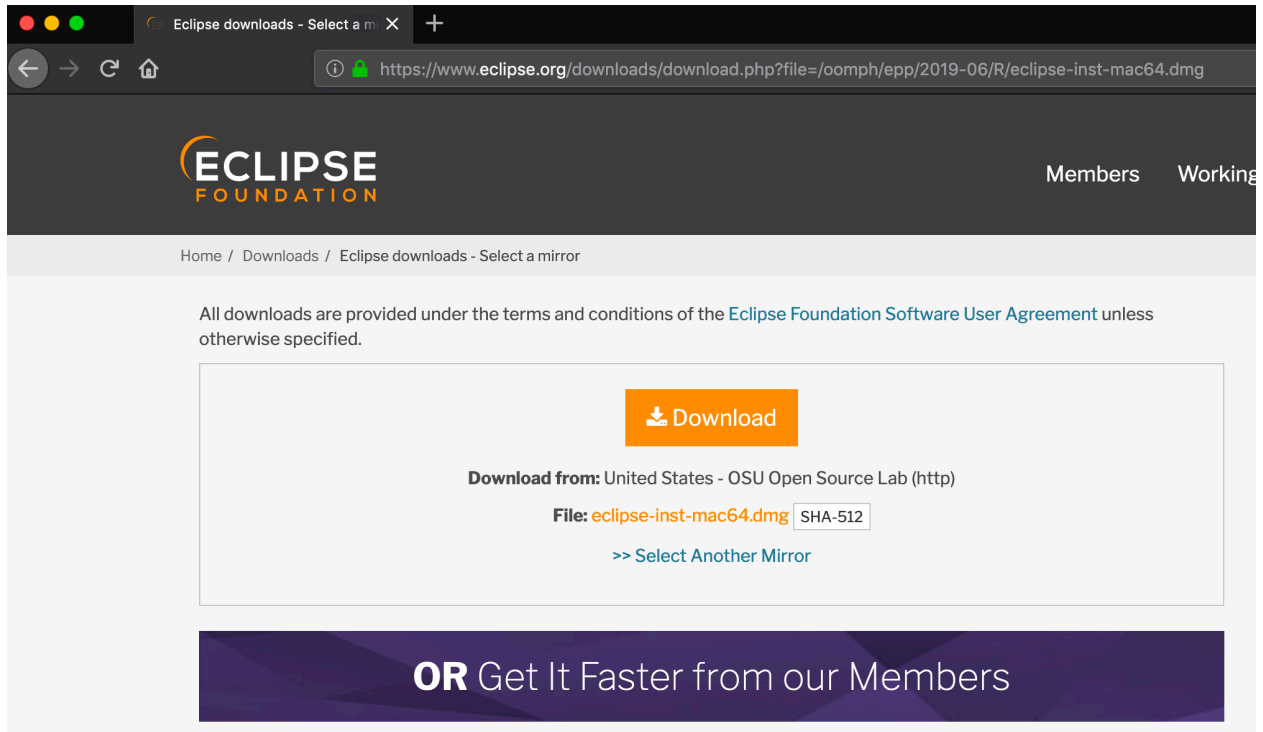 Eclipse downloads - Select a m
https://www.eclipse.org/downloads/download.php?file=/oomph/epp/2019-06/R/eclipse-inst-mac64.dmg
ECLIPSE
FOUNDATION
Members Working
Home / Downloads / Eclipse downloads - Select a mirror
All downloads are provided under the terms and conditions of the Eclipse Foundation Software User Agreement unless
otherwise specified.
Download
Download from: United States - OSU Open Source Lab (http)
File: eclipse-inst-mac64.dmg SHA-512
>> Select Another Mirror
OR Get It Faster from our Members